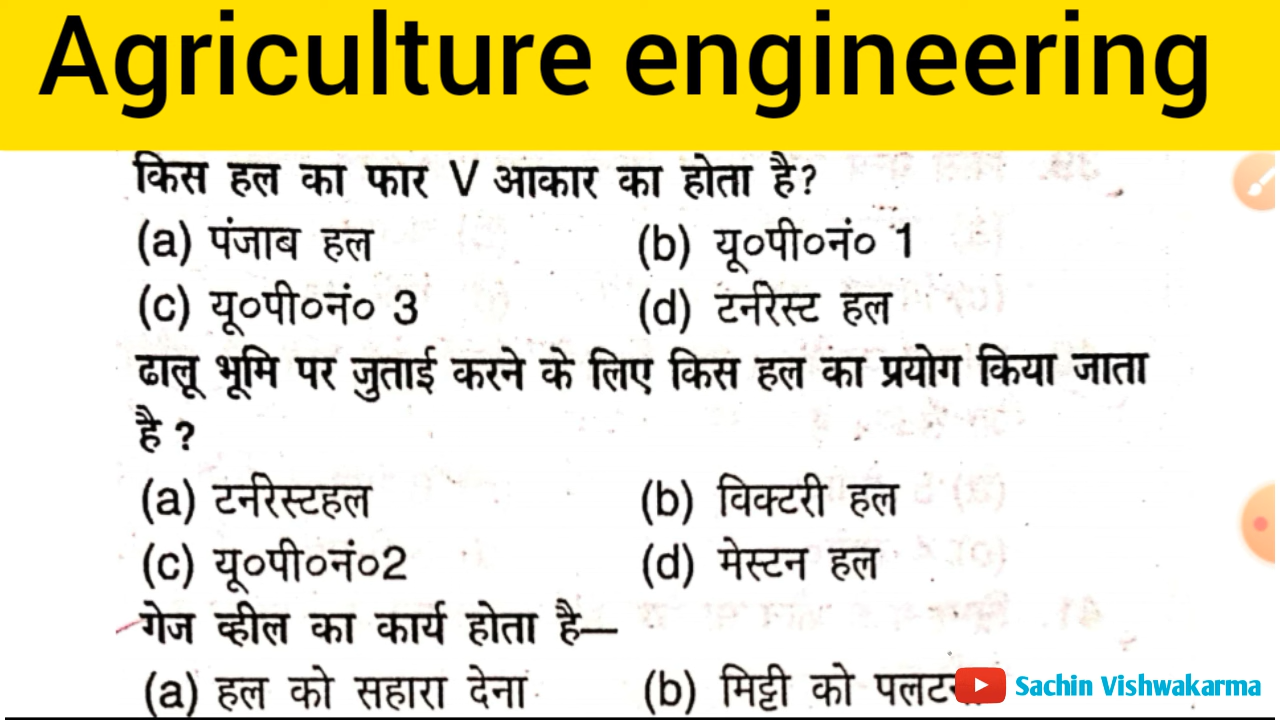 Agriculture engineering
किस हल का फार V आकार का होता है?
(a) पंजाब हल (b) यू०पी०नं० 1
(c) यू०पी०नं० 3 (d) टर्नरेस्ट हल
ढालू भूमि पर जुताई करने के लिए किस हल का प्रयोग किया जाता
है ?
(a) टर्नरेस्टहल (b) विक्टरी हल
(c) यू०पी०नं०2 (d) मेस्टन हल
गेज व्हील का कार्य होता है—
(a) हल को सहारा देना (b) मिट्टी को
Sachin Vishwakarma